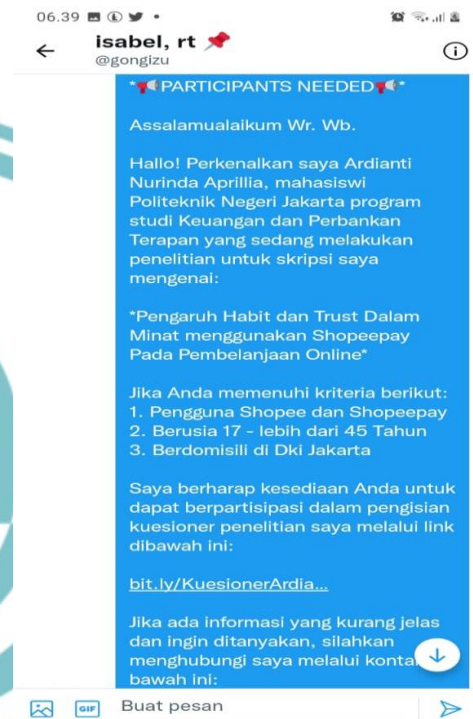 06.39
isabel, rt
@gongizu
*PARTICIPANTS NEEDED*
Assalamualaikum Wr. Wb.
Hallo! Perkenalkan saya Ardianti
Nurinda Aprillia, mahasiswi
Politeknik Negeri Jakarta program
studi Keuangan dan Perbankan
Terapan yang sedang melakukan
penelitian untuk skripsi saya
mengenai:
*Pengaruh Habit dan Trust Dalam
Minat menggunakan Shopeepay
Pada Pembelanjaan Online*
Jika Anda memenuhi kriteria berikut:
1. Pengguna Shopee dan Shopeepay
2. Berusia 17 - lebih dari 45 Tahun
3. Berdomisili di Dki Jakarta
Saya berharap kesediaan Anda untuk
dapat berpartisipasi dalam pengisian
kuesioner penelitian saya melalui link
dibawah ini:
bit.ly/KuesionerArdia...
Jika ada informasi yang kurang jelas
dan ingin ditanyakan, silahkan
menghubungi saya melalui konta
bawah ini:
GIF Buat pesan